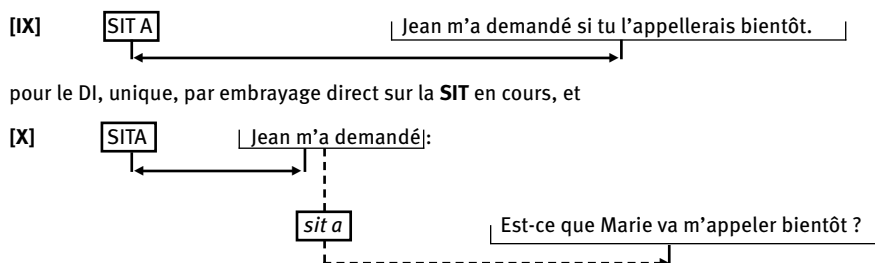 [IX] SIT A Jean m’a demandé si tu l’appellerais bientôt.
pour le DI, unique, par embrayage direct sur la SIT en cours, et
[X] SITA Jean m’a demandé:
sit a Est-ce que Marie va m’appeler bientôt ?